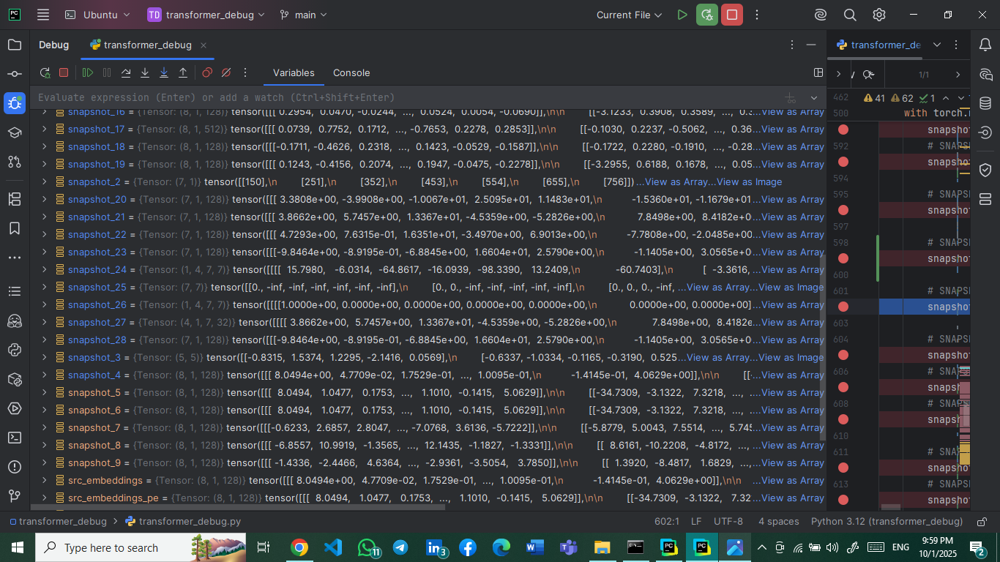 PC Ubuntu TD transformer_debug main Current File
Debug transformer_debug transformer_de
Variables Console 1/1
Evaluate expression (Enter) or add a watch (Ctrl+Shift+Enter)
snapshot_16 = {Tensor: (8, 1, 128)} tensor([[[ 0.2954, 0.0470, -0.0244, ..., 0.0524, 0.0054, -0.0690]],\n\n [[-3.1233, 0.3908, 0.3589, ..., 0.3...View as Array
snapshot_17 = {Tensor: (8, 1, 512)} tensor([[[ 0.0739, 0.7752, 0.1712, ..., -0.7653, 0.2278, 0.2853]],\n\n [[-0.1030, 0.2237, -0.5062, ..., 0.36...View as Array
snapshot_18 = {Tensor: (8, 1, 128)} tensor([[[-0.1711, -0.4626, 0.2318, ..., 0.1423, -0.0529, -0.1587]],\n\n [[-0.1722, 0.2280, -0.1910, ..., -0.28...View as Array
snapshot_19 = {Tensor: (8, 1, 128)} tensor([[[ 0.1243, -0.4156, 0.2074, ..., 0.1947, -0.0475, -0.2278]],\n\n [[-3.2955, 0.6188, 0.1678, ..., 0.05...View as Array
snapshot_2 = {Tensor: (7, 1)} tensor([[150],\n [251],\n [352],\n [453],\n [554],\n [655],\n [756]]) ...View as Array...View as Image
snapshot_20 = {Tensor: (7, 1, 128)} tensor([[[ 3.3808e+00, -3.9908e+00, -1.0067e+01, 2.5095e+01, 1.1483e+01,\n -1.5360e+01, -1.1679e+01...View as Array
snapshot_21 = {Tensor: (7, 1, 128)} tensor([[[ 3.8662e+00, 5.7457e+00, 1.3367e+01, -4.5359e+00, -5.2826e+00,\n 7.8498e+00, 8.4182e+0...View as Array
snapshot_22 = {Tensor: (7, 1, 128)} tensor([[[ 4.7293e+00, 7.6315e-01, 1.6351e+01, -3.4970e+00, 6.9013e+00,\n -7.7808e+00, -2.0485e+00...View as Array
snapshot_23 = {Tensor: (7, 1, 128)} tensor([[[-9.8464e+00, -8.9195e-01, -6.8845e+00, 1.6604e+01, 2.5790e+00,\n -1.1405e+00, 3.0565e+0...View as Array
snapshot_24 = {Tensor: (1, 4, 7, 7)} tensor([[[[ 15.7980, -6.0314, -64.8617, -16.0939, -98.3390, 13.2409,\n -60.7403],\n [ -3.3616,...View as Array
snapshot_25 = {Tensor: (7, 7)} tensor([[0., -inf, -inf, -inf, -inf, -inf, -inf],\n [0., 0., -inf, -inf, -inf, -inf, -inf],\n [0., 0., 0., -inf, ...View as Array...View as Image
snapshot_26 = {Tensor: (1, 4, 7, 7)} tensor([[[[1.0000e+00, 0.0000e+00, 0.0000e+00, 0.0000e+00, 0.0000e+00,\n 0.0000e+00, 0.0000e+00]...View as Array
snapshot_27 = {Tensor: (4, 1, 7, 32)} tensor([[[[ 3.8662e+00, 5.7457e+00, 1.3367e+01, -4.5359e+00, -5.2826e+00,\n 7.8498e+00, 8.4182e...View as Array
snapshot_28 = {Tensor: (7, 1, 128)} tensor([[[-9.8464e+00, -8.9195e-01, -6.8845e+00, 1.6604e+01, 2.5790e+00,\n -1.1405e+00, 3.0565e+0...View as Array
snapshot_3 = {Tensor: (5, 5)} tensor([[-0.8315, 1.5374, 1.2295, -2.1416, 0.0569],\n [-0.6337, -1.0334, -0.1165, -0.3190, 0.525...View as Array...View as Image
snapshot_4 = {Tensor: (8, 1, 128)} tensor([[[ 8.0494e+00, 4.7709e-02, 1.7529e-01, ..., 1.0095e-01,\n -1.4145e-01, 4.0629e+00]],\n\n [[-...View as Array
snapshot_5 = {Tensor: (8, 1, 128)} tensor([[[ 8.0494, 1.0477, 0.1753, ..., 1.1010, -0.1415, 5.0629]],\n\n [[-34.7309, -3.1322, 7.3218, ...,...View as Array
snapshot_6 = {Tensor: (8, 1, 128)} tensor([[[ 8.0494, 1.0477, 0.1753, ..., 1.1010, -0.1415, 5.0629]],\n\n [[-34.7309, -3.1322, 7.3218, ...,...View as Array
snapshot_7 = {Tensor: (8, 1, 128)} tensor([[[-0.6233, 2.6857, 2.8047, ..., -7.0768, 3.6136, -5.7222]],\n\n [[-5.8779, 5.0043, 7.5514, ..., 5.745...View as Array
snapshot_8 = {Tensor: (8, 1, 128)} tensor([[[ -6.8557, 10.9919, -1.3565, ..., 12.1435, -1.1827, -1.3331]],\n\n [[ 8.6161, -10.2208, -4.8172, ...,...View as Array
snapshot_9 = {Tensor: (8, 1, 128)} tensor([[[ -1.4336, -2.4466, 4.6364, ..., -2.9361, -3.5054, 3.7850]],\n\n [[ 1.3920, -8.4817, 1.6829, ...,...View as Array
src_embeddings = {Tensor: (8, 1, 128)} tensor([[[ 8.0494e+00, 4.7709e-02, 1.7529e-01, ..., 1.0095e-01,\n -1.4145e-01, 4.0629e+00]],\n\n ...View as Array
src_embeddings_pe = {Tensor: (8, 1, 128)} tensor([[[ 8.0494, 1.0477, 0.1753, ..., 1.1010, -0.1415, 5.0629]],\n\n [[-34.7309, -3.1322, 7.32...View as Array
462 41 62 1
500 with torch.
snapshot
592 # SNAPS
snapshot
594
595 # SNAPS
snapshot
597
598 # SNAPS
snapshot
600
601 # SNAPS
snapshot
603
604 # SNAPS
snapshot
606 # SNAPS
snapsh
608 # SNAPS
snapsh
610
611 # SNAPS
snapshot
613 # SNAPS
snapshot
transformer_debug transformer_debug.py 602:1 LF UTF-8 4 spaces Python 3.12 (transformer_debug)
Type here to search 11 3 ENG 9:59 PM
10/1/2025 2